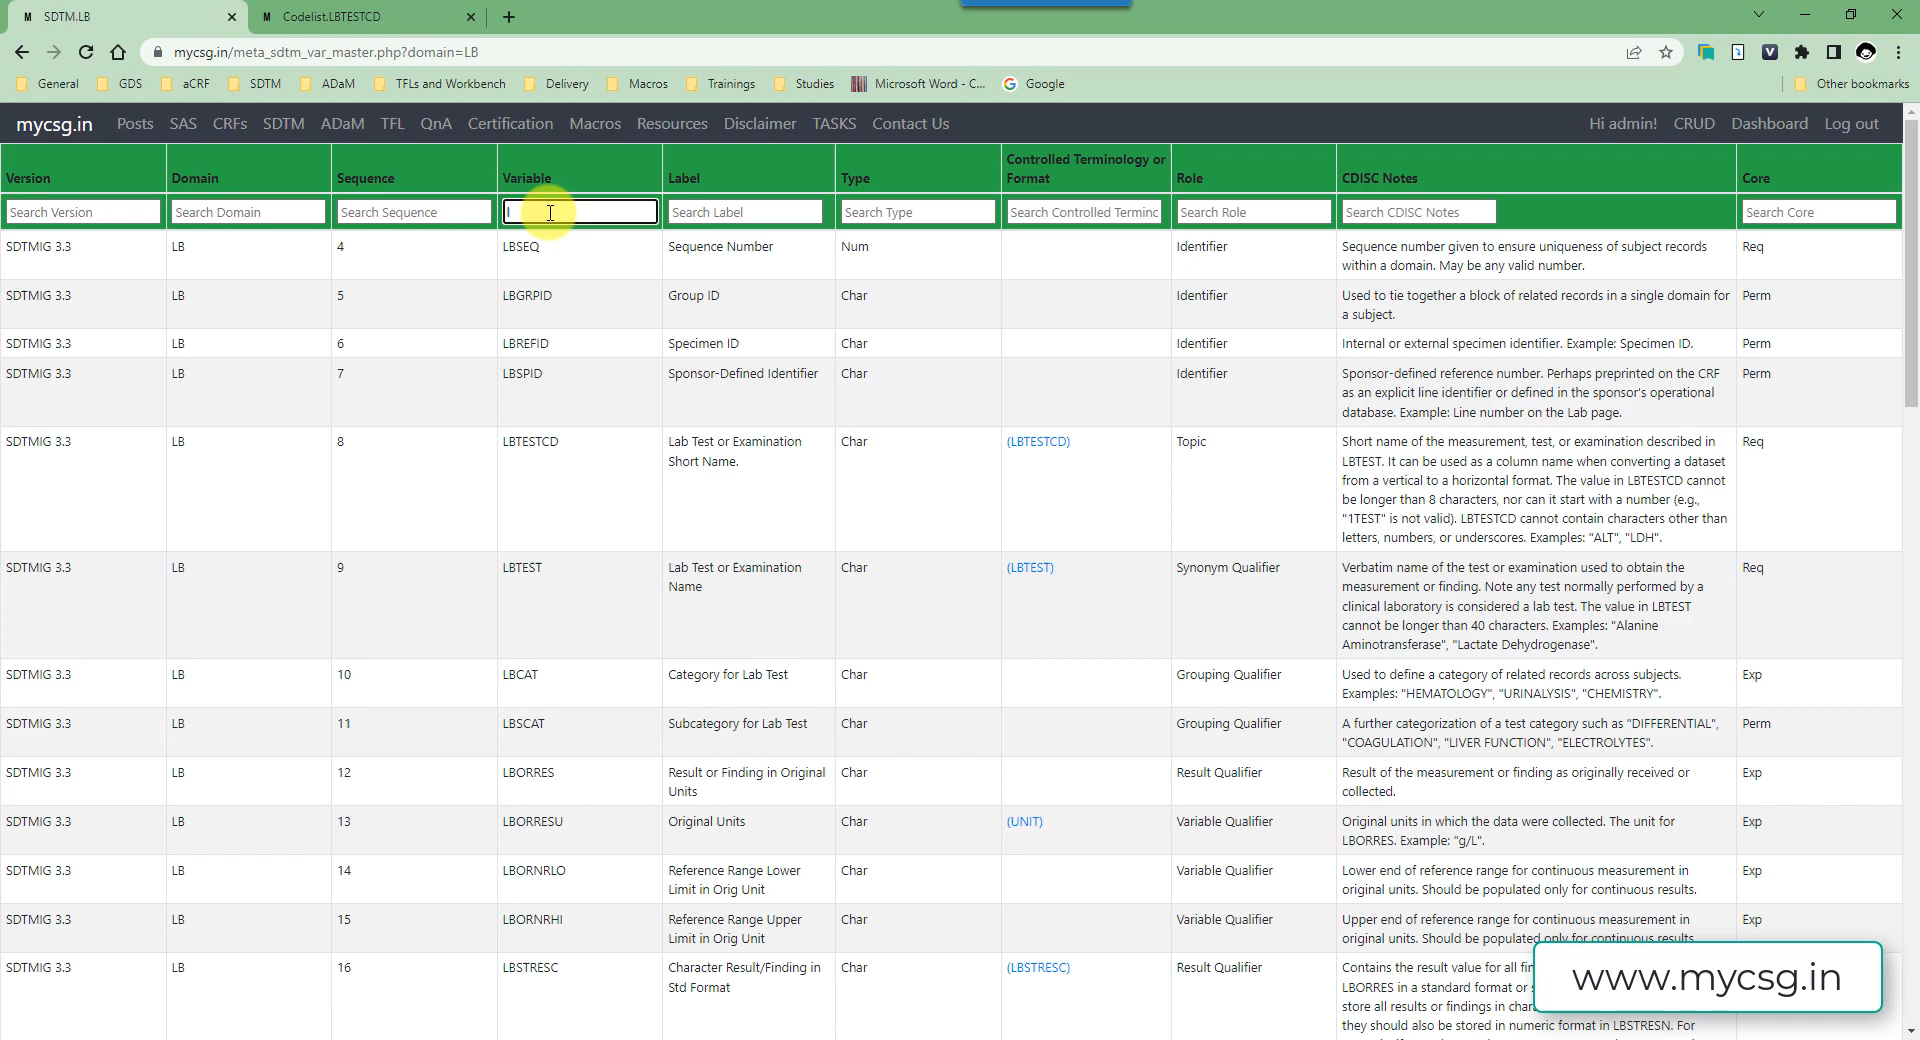 SDTM.LB
Codelist.LBTESTCD
mycsg.in/meta_sdtm_var_master.php?domain=LB
General GDS aCRF SDTM ADaM TFLs and Workbench Delivery Macros Trainings Studies Microsoft Word - C... Google Other bookmarks
mycsg.in Posts SAS CRFs SDTM ADaM TFL QnA Certification Macros Resources Disclaimer TASKS Contact Us Hi admin! CRUD Dashboard Log out
Version Domain Sequence Variable Label Type Controlled Terminology or Format Role CDISC Notes Core
Search Version Search Domain Search Sequence l Search Label Search Type Search Controlled Terminc Search Role Search CDISC Notes Search Core
SDTMIG 3.3 LB 4 LBSEQ Sequence Number Num Identifier Sequence number given to ensure uniqueness of subject records Req
within a domain. May be any valid number.
SDTMIG 3.3 LB 5 LBGRPID Group ID Char Identifier Used to tie together a block of related records in a single domain for Perm
a subject.
SDTMIG 3.3 LB 6 LBREFID Specimen ID Char Identifier Internal or external specimen identifier. Example: Specimen ID. Perm
SDTMIG 3.3 LB 7 LBSPID Sponsor-Defined Identifier Char Identifier Sponsor-defined reference number. Perhaps preprinted on the CRF Perm
as an explicit line identifier or defined in the sponsor's operational
database. Example: Line number on the Lab page.
SDTMIG 3.3 LB 8 LBTESTCD Lab Test or Examination Char (LBTESTCD) Topic Short name of the measurement, test, or examination described in Req
Short Name. LBTEST. It can be used as a column name when converting a dataset
from a vertical to a horizontal format. The value in LBTESTCD cannot
be longer than 8 characters, nor can it start with a number (e.g.,
"1TEST" is not valid). LBTESTCD cannot contain characters other than
letters, numbers, or underscores. Examples: "ALT", "LDH".
SDTMIG 3.3 LB 9 LBTEST Lab Test or Examination Char (LBTEST) Synonym Qualifier Verbatim name of the test or examination used to obtain the Req
Name measurement or finding. Note any test normally performed by a
clinical laboratory is considered a lab test. The value in LBTEST
cannot be longer than 40 characters. Examples: "Alanine
Aminotransferase", "Lactate Dehydrogenase".
SDTMIG 3.3 LB 10 LBCAT Category for Lab Test Char Grouping Qualifier Used to define a category of related records across subjects. Exp
Examples: "HEMATOLOGY", "URINALYSIS", "CHEMISTRY".
SDTMIG 3.3 LB 11 LBSCAT Subcategory for Lab Test Char Grouping Qualifier A further categorization of a test category such as "DIFFERENTIAL", Perm
"COAGULATION", "LIVER FUNCTION", "ELECTROLYTES".
SDTMIG 3.3 LB 12 LBORRES Result or Finding in Original Char Result Qualifier Result of the measurement or finding as originally received or Exp
Units collected.
SDTMIG 3.3 LB 13 LBORRESU Original Units Char (UNIT) Variable Qualifier Original units in which the data were collected. The unit for Exp
LBORRES. Example: "g/L".
SDTMIG 3.3 LB 14 LBORNRLO Reference Range Lower Char Variable Qualifier Lower end of reference range for continuous measurement in Exp
Limit in Orig Unit original units. Should be populated only for continuous results.
SDTMIG 3.3 LB 15 LBORNRHI Reference Range Upper Char Variable Qualifier Upper end of reference range for continuous measurement in Exp
Limit in Orig Unit original units. Should be populated only for continuous results.
SDTMIG 3.3 LB 16 LBSTRESC Character Result/Finding in Char (LBSTRESC) Result Qualifier Contains the result value for all
Std Format LBORRES in a standard format or
store all results or findings in
they should also be stored in numeric format in LBSTRESN. For
www.mycsg.in